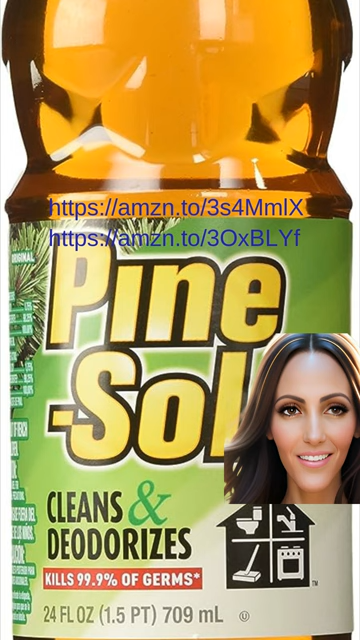 https://amzn.to/3s4MmlX
https://amzn.to/3OxBLYf
ORIGINAL
Pine
-Sol
CLEANS &
DEODORIZES
KILLS 99.9% OF GERMS*
24 FL OZ (1.5 PT) 709 mL U
TM